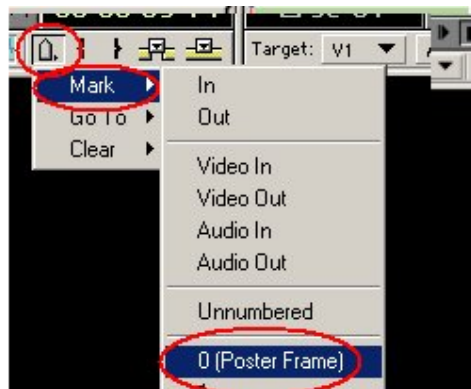 Target: V1
Mark
Go To
Clear
In
Out
Video In
Video Out
Audio In
Audio Out
Unnumbered
0 (Poster Frame)